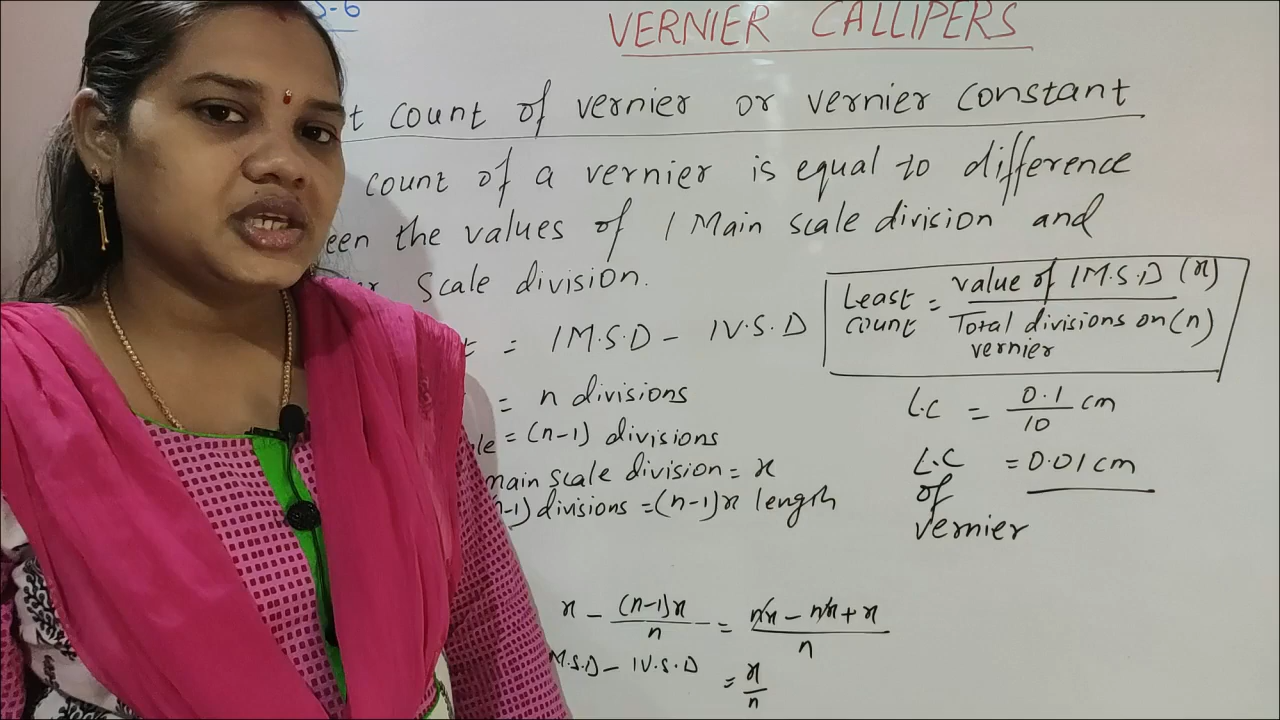 S-6
VERNIER CALLIPERS
t count of vernier or vernier constant
count of a vernier is equal to difference
een the values of 1 Main scale division and
er Scale division.
Least count = value of 1M.S.D (x) / Total divisions on (n) vernier
t = 1M.S.D - 1V.S.D
= n divisions
L.C = 0.1/10 cm
le = (n-1) divisions
L.C of vernier = 0.01 cm
main scale division = x
n-1) divisions = (n-1)x length
x - (n-1)x/n = nx - nx + x/n
M.S.D - 1V.S.D = x/n